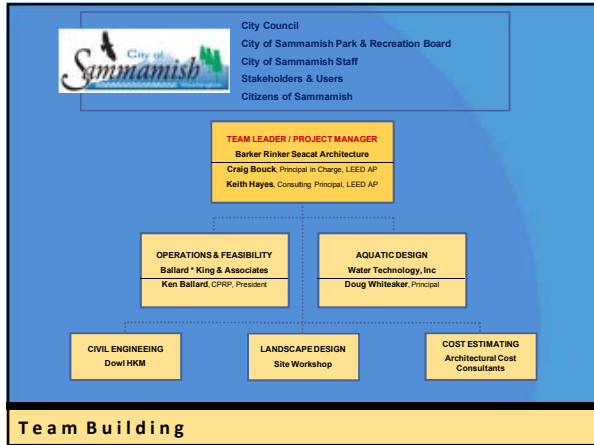 City of
Sammamish
Washington
City Council
City of Sammamish Park & Recreation Board
City of Sammamish Staff
Stakeholders & Users
Citizens of Sammamish
TEAM LEADER / PROJECT MANAGER
Barker Rinker Seacat Architecture
Craig Bouck, Principal in Charge, LEED AP
Keith Hayes, Consulting Principal, LEED AP
OPERATIONS & FEASIBILITY
Ballard * King & Associates
Ken Ballard, CPRP, President
AQUATIC DESIGN
Water Technology, Inc
Doug Whiteaker, Principal
CIVIL ENGINEEING
Dowl HKM
LANDSCAPE DESIGN
Site Workshop
COST ESTIMATING
Architectural Cost
Consultants
Team Building